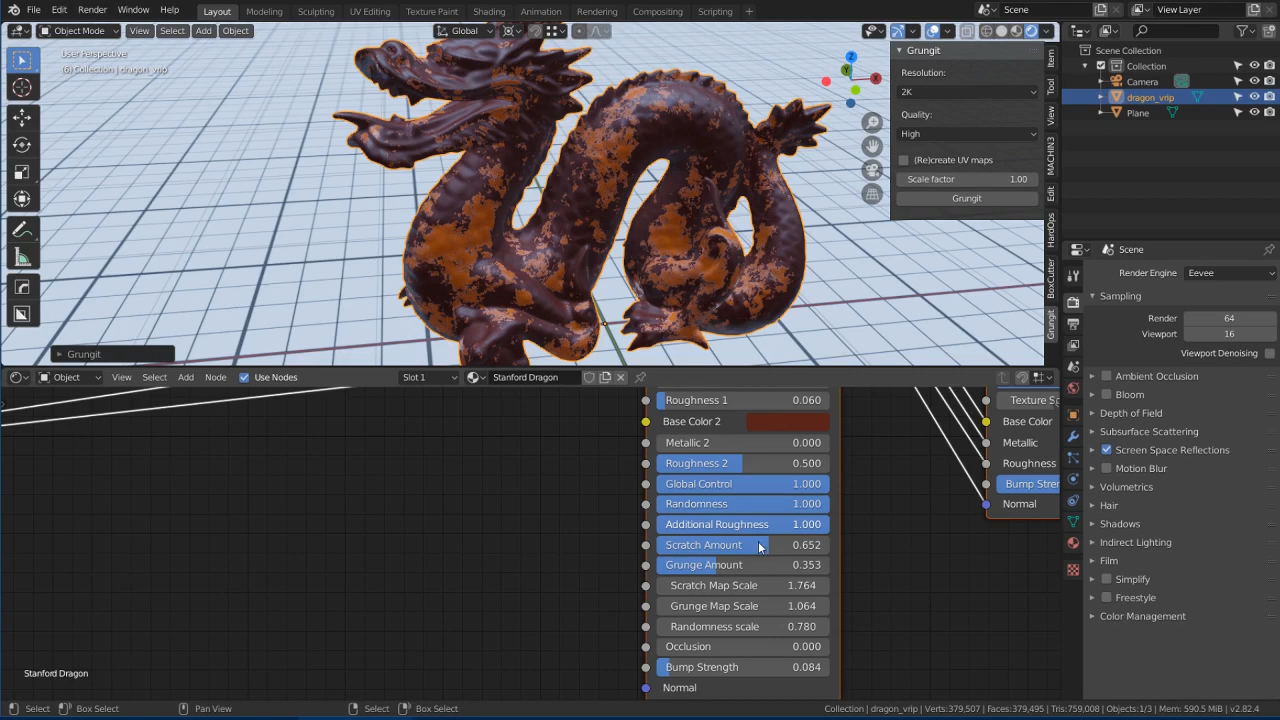 File Edit Render Window Help Layout Modeling Sculpting UV Editing Texture Paint Shading Animation Rendering Compositing Scripting + Scene View Layer
Object Mode View Select Add Object Global
User Perspective
(6) Collection | dragon_vrip
Z
Y
X
Grungit
Resolution:
2K
Quality:
High
(Re)create UV maps
Scale factor 1.00
Grungit
Item
Tool
View
MACHIN3
Edit
HardOps
BoxCutter
Grungit
Scene Collection
Collection
Camera
dragon_vrip
Plane
Scene
Render Engine Eevee
Sampling
Render 64
Viewport 16
Viewport Denoising
Ambient Occlusion
Bloom
Depth of Field
Subsurface Scattering
Screen Space Reflections
Motion Blur
Volumetrics
Hair
Shadows
Indirect Lighting
Film
Simplify
Freestyle
Color Management
Grungit
Object View Select Add Node Use Nodes Slot 1 Stanford Dragon
Roughness 1 0.060
Base Color 2
Metallic 2 0.000
Roughness 2 0.500
Global Control 1.000
Randomness 1.000
Additional Roughness 1.000
Scratch Amount 0.652
Grunge Amount 0.353
Scratch Map Scale 1.764
Grunge Map Scale 1.064
Randomness scale 0.780
Occlusion 0.000
Bump Strength 0.084
Normal
Texture Sc
Base Color
Metallic
Roughness
Bump Stren
Normal
Stanford Dragon
Select Box Select Pan View Select Box Select Collection | dragon_vrip | Verts:379,507 | Faces:379,495 | Tris:759,008 | Objects:1/3 | Mem: 590.5 MiB | v2.82.4